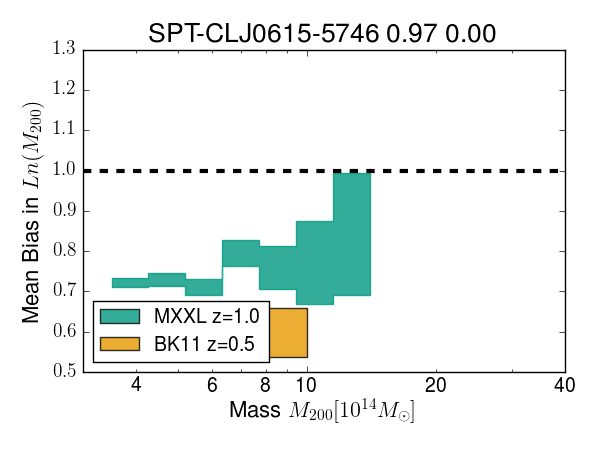 SPT-CLJ0615-5746 0.97 0.00
1.3
1.2
1.1
1.0
0.9
0.8
0.7
0.6
0.5
Mean Bias in Ln(M₂₀₀)
MXXL z=1.0
BK11 z=0.5
4 6 8 10 20 40
Mass M₂₀₀[10¹⁴M☉]